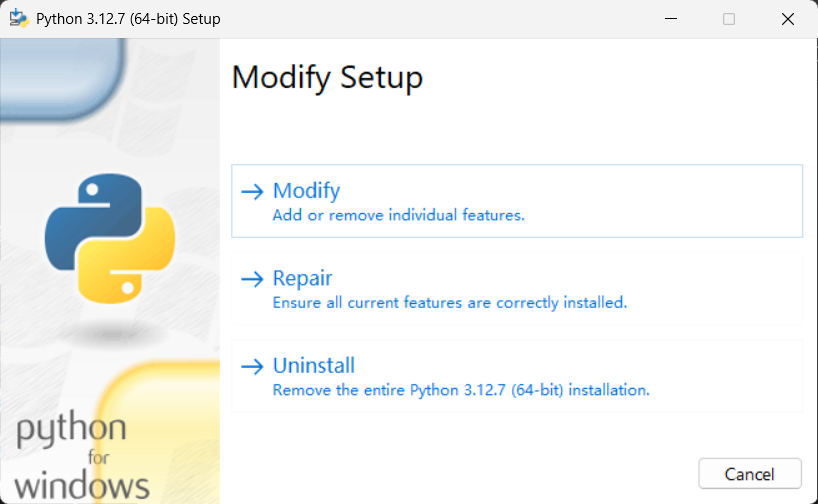 Python 3.12.7 (64-bit) Setup
Modify Setup
Modify
Add or remove individual features.
Repair
Ensure all current features are correctly installed.
Uninstall
Remove the entire Python 3.12.7 (64-bit) installation.
python
for
windows
Cancel